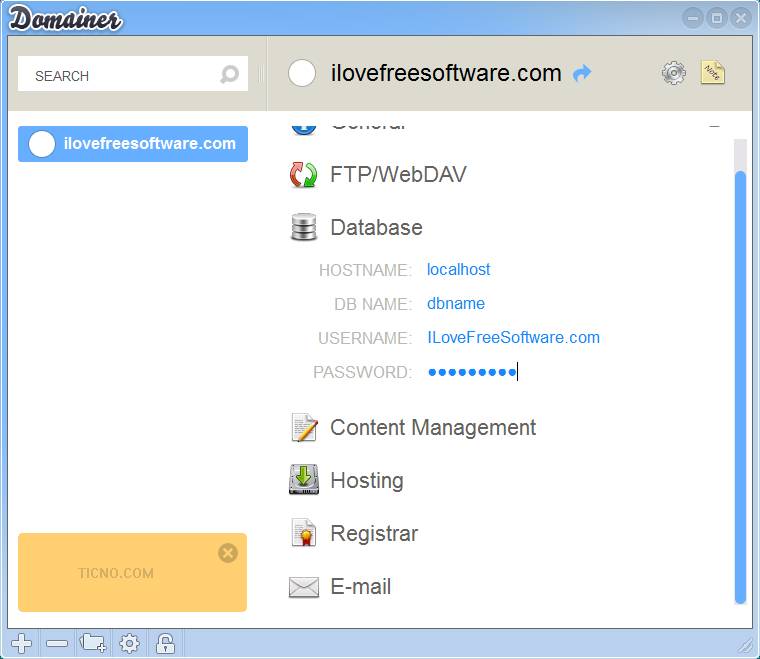 Domainer
SEARCH
ilovefreesoftware.com
Note
ilovefreesoftware.com
General
FTP/WebDAV
Database
HOSTNAME: localhost
DB NAME: dbname
USERNAME: ILoveFreeSoftware.com
PASSWORD: ●●●●●●●●●
Content Management
Hosting
Registrar
E-mail
TICNO.COM